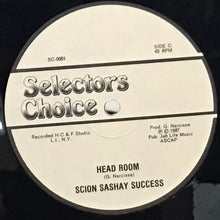 SC-0001
SIDE C
45 RPM
Selectors
Choice
Recorded H C & F Studio
L.I., N.Y.
Prod. G. Narcisse
℗ © 1987
Pub. Jah Life Music
ASCAP
HEAD ROOM
(G. Narcisse)
SCION SASHAY SUCCESS